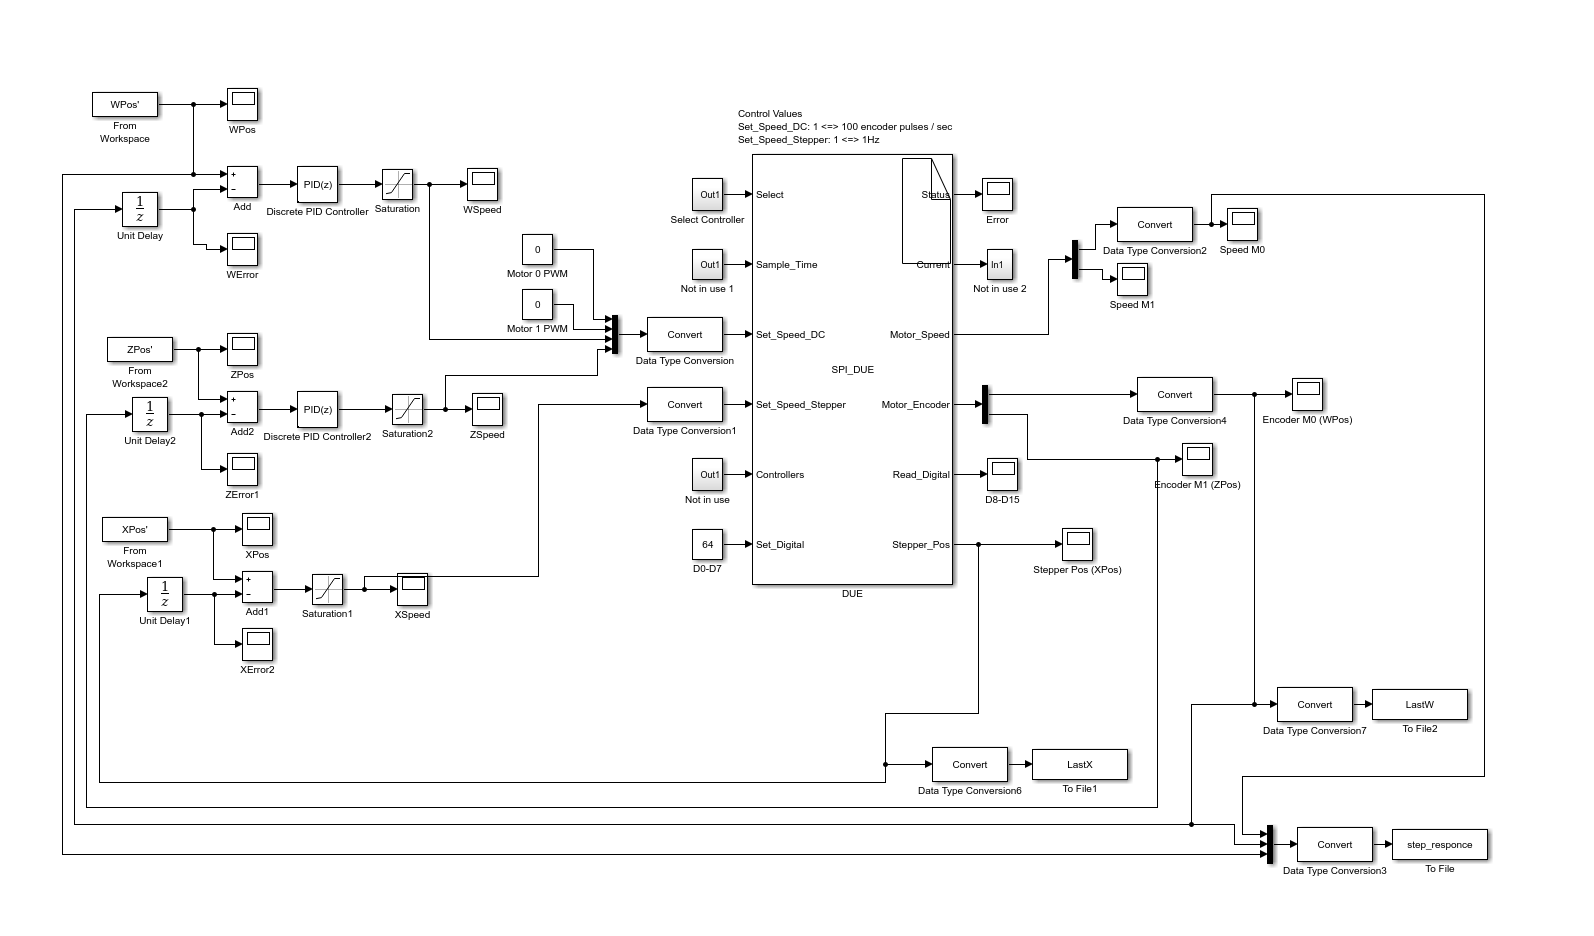 WPos'
From
Workspace
WPos
+
−
Add
PID(z)
Discrete PID Controller
Saturation
WSpeed
1
z
Unit Delay
WError
ZPos'
From
Workspace2
ZPos
+
−
Add2
PID(z)
Discrete PID Controller2
Saturation2
ZSpeed
1
z
Unit Delay2
ZError1
XPos'
From
Workspace1
XPos
+
−
Add1
Saturation1
XSpeed
1
z
Unit Delay1
XError2
0
Motor 0 PWM
0
Motor 1 PWM
Convert
Data Type Conversion
Convert
Data Type Conversion1
Control Values
Set_Speed_DC: 1 <=> 100 encoder pulses / sec
Set_Speed_Stepper: 1 <=> 1Hz
Out1
Select Controller
Out1
Not in use 1
Out1
Not in use
64
D0-D7
Select
Sample_Time
Set_Speed_DC
Set_Speed_Stepper
Controllers
Set_Digital
SPI_DUE
Status
Current
Motor_Speed
Motor_Encoder
Read_Digital
Stepper_Pos
DUE
Error
In1
Not in use 2
Convert
Data Type Conversion2
Speed M0
Speed M1
Convert
Data Type Conversion4
Encoder M0 (WPos)
Encoder M1 (ZPos)
D8-D15
Stepper Pos (XPos)
Convert
Data Type Conversion7
LastW
To File2
Convert
Data Type Conversion6
LastX
To File1
Convert
Data Type Conversion3
step_responce
To File